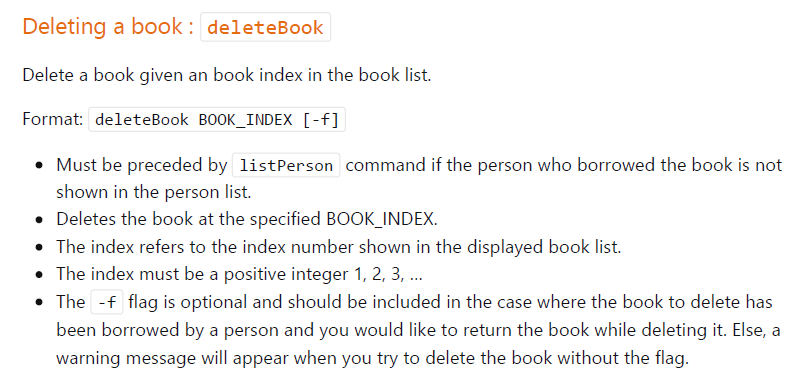 Deleting a book : deleteBook
Delete a book given an book index in the book list.
Format: deleteBook BOOK_INDEX [-f]
• Must be preceded by listPerson command if the person who borrowed the book is not
shown in the person list.
• Deletes the book at the specified BOOK_INDEX.
• The index refers to the index number shown in the displayed book list.
• The index must be a positive integer 1, 2, 3, …
• The -f flag is optional and should be included in the case where the book to delete has
been borrowed by a person and you would like to return the book while deleting it. Else, a
warning message will appear when you try to delete the book without the flag.